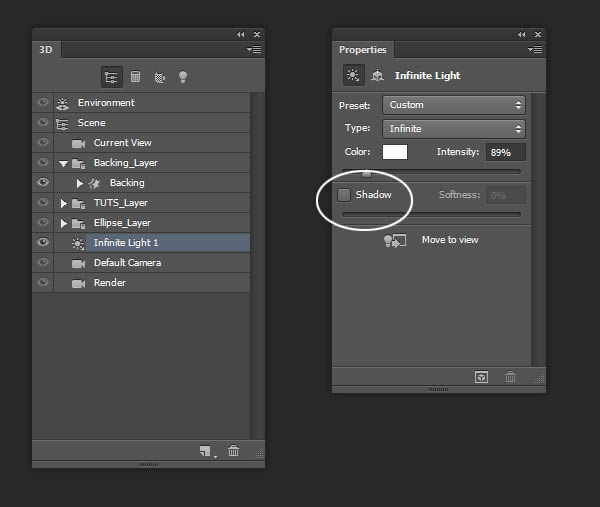 3D
Environment
Scene
Current View
Backing_Layer
Backing
TUTS_Layer
Ellipse_Layer
Infinite Light 1
Default Camera
Render
Properties
Infinite Light
Preset: Custom
Type: Infinite
Color: Intensity: 89%
Shadow Softness: 0%
Move to view